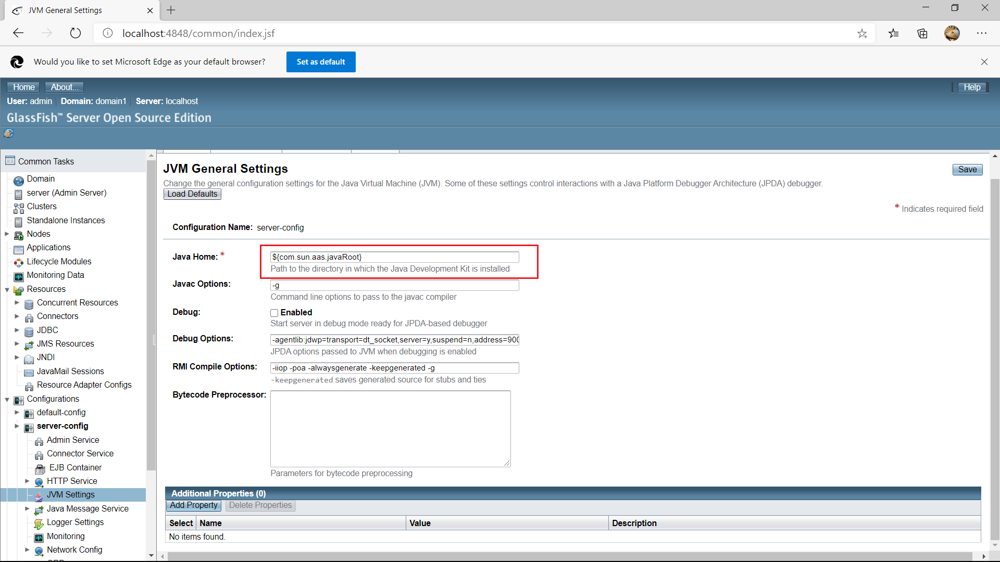 JVM General Settings
localhost:4848/common/index.jsf
Would you like to set Microsoft Edge as your default browser?
Set as default
Home
About...
Help
User: admin
Domain: domain1
Server: localhost
GlassFish™ Server Open Source Edition
Common Tasks
Domain
server (Admin Server)
Clusters
Standalone Instances
Nodes
Applications
Lifecycle Modules
Monitoring Data
Resources
Concurrent Resources
Connectors
JDBC
JMS Resources
JNDI
JavaMail Sessions
Resource Adapter Configs
Configurations
default-config
server-config
Admin Service
Connector Service
EJB Container
HTTP Service
JVM Settings
Java Message Service
Logger Settings
Monitoring
Network Config
JVM General Settings
Save
Change the general configuration settings for the Java Virtual Machine (JVM). Some of these settings control interactions with a Java Platform Debugger Architecture (JPDA) debugger.
Load Defaults
* Indicates required field
Configuration Name: server-config
Java Home: *
${com.sun.aas.javaRoot}
Path to the directory in which the Java Development Kit is installed
Javac Options:
-g
Command line options to pass to the javac compiler
Debug:
Enabled
Start server in debug mode ready for JPDA-based debugger
Debug Options:
-agentlib:jdwp=transport=dt_socket,server=y,suspend=n,address=900
JPDA options passed to JVM when debugging is enabled
RMI Compile Options:
-iiop -poa -alwaysgenerate -keepgenerated -g
-keepgenerated saves generated source for stubs and ties
Bytecode Preprocessor:
Parameters for bytecode preprocessing
Additional Properties (0)
Add Property
Delete Properties
Select
Name
Value
Description
No items found.